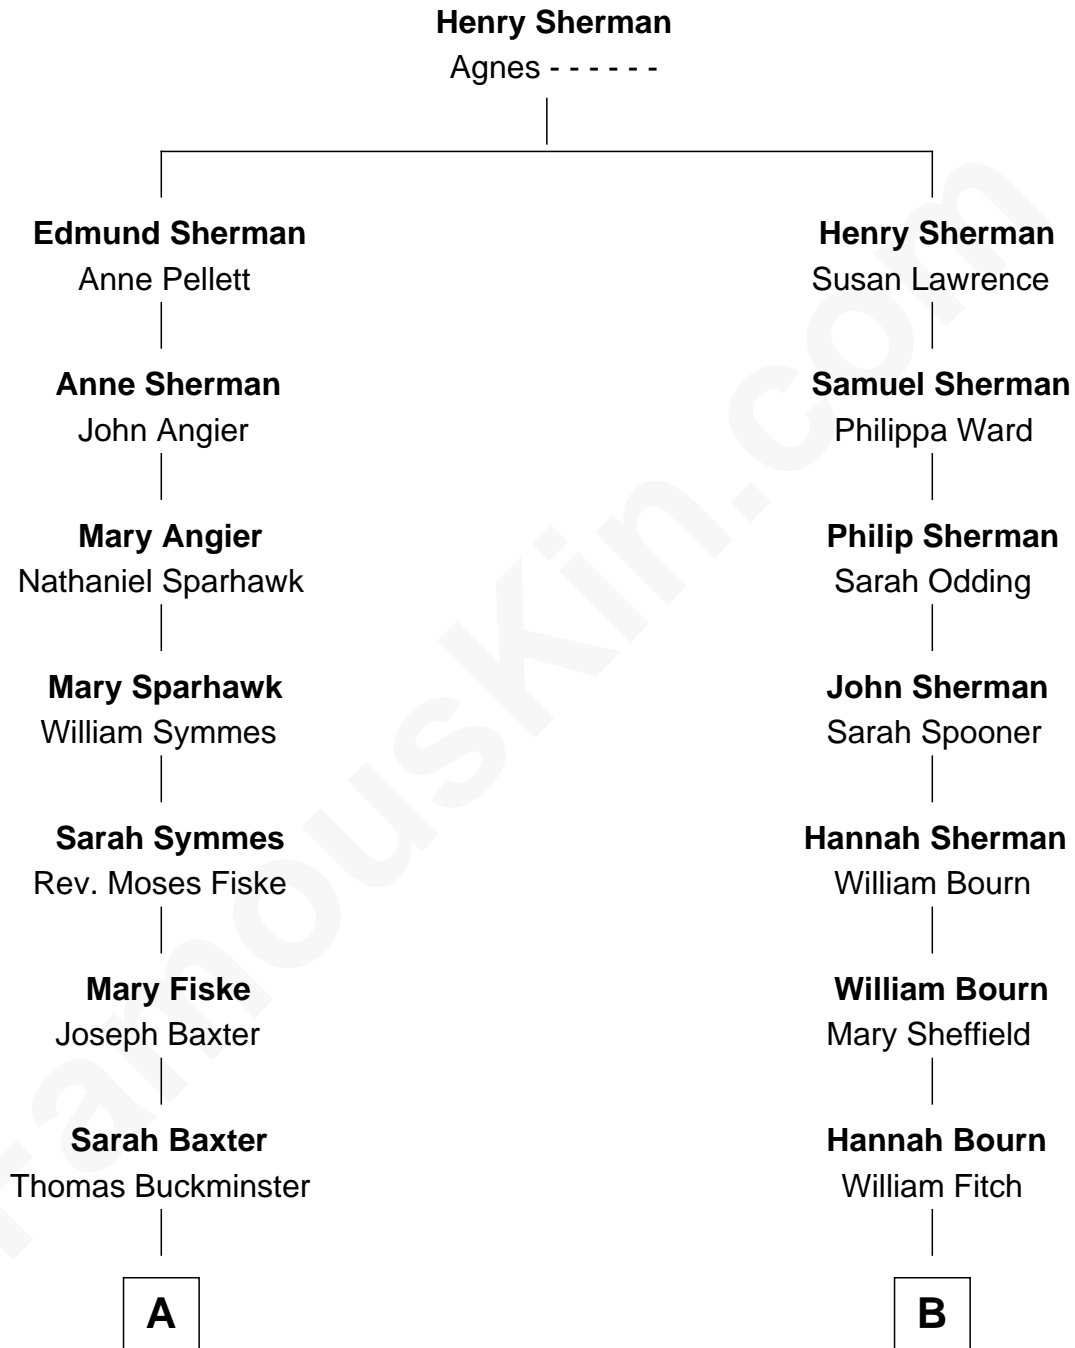 Henry Sherman
Agnes - - - - - -
Edmund Sherman
Anne Pellett
Henry Sherman
Susan Lawrence
Anne Sherman
John Angier
Samuel Sherman
Philippa Ward
Mary Angier
Nathaniel Sparhawk
Philip Sherman
Sarah Odding
Mary Sparhawk
William Symmes
John Sherman
Sarah Spooner
Sarah Symmes
Rev. Moses Fiske
Hannah Sherman
William Bourn
Mary Fiske
Joseph Baxter
William Bourn
Mary Sheffield
Sarah Baxter
Thomas Buckminster
Hannah Bourn
William Fitch
A
B
FamousKin.com